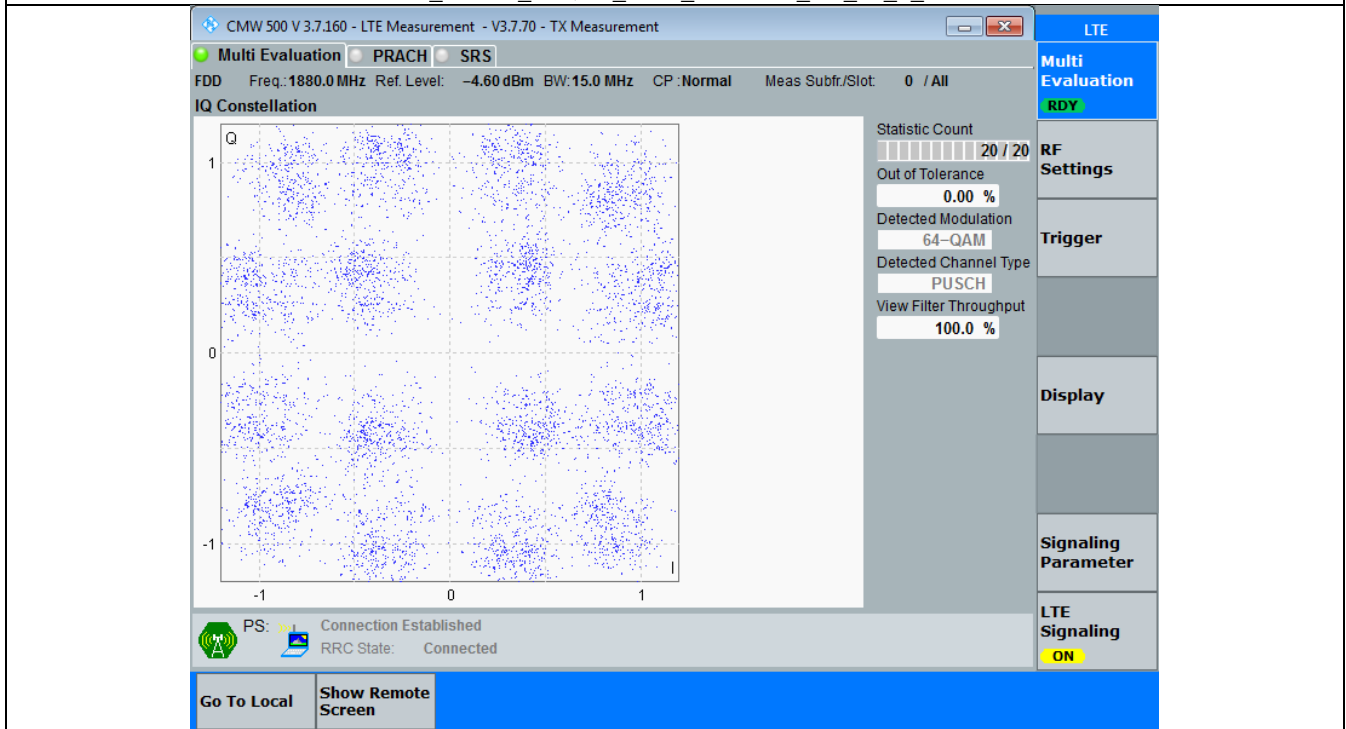 CMW 500 V 3.7.160 - LTE Measurement - V3.7.70 - TX Measurement
LTE
Multi Evaluation PRACH SRS
FDD Freq.: 1880.0 MHz Ref. Level: −4.60 dBm BW: 15.0 MHz CP : Normal Meas Subfr./Slot: 0 / All
IQ Constellation
Q
1
0
-1
I
-1 0 1
Statistic Count
20 / 20
Out of Tolerance
0.00 %
Detected Modulation
64−QAM
Detected Channel Type
PUSCH
View Filter Throughput
100.0 %
Multi
Evaluation
RDY
RF
Settings
Trigger
Display
Signaling
Parameter
LTE
Signaling
ON
PS: Connection Established
RRC State: Connected
Go To Local
Show Remote
Screen